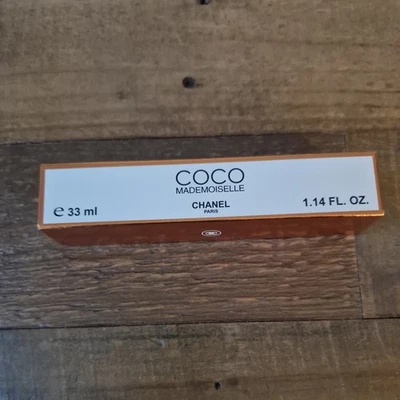 COCO
MADEMOISELLE
CHANEL
PARIS
e 33 ml
1.14 FL. OZ.